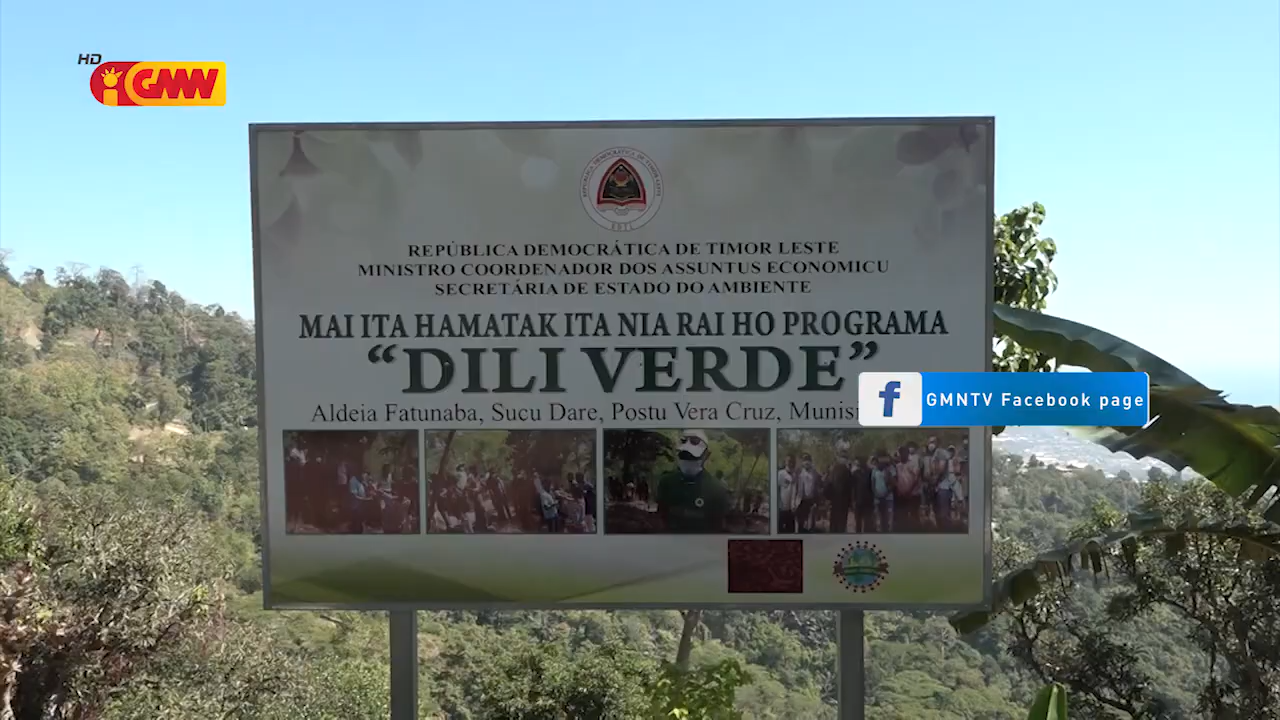 HD
GMN
REPÚBLICA DEMOCRÁTICA DE TIMOR LESTE
MINISTRO COORDENADOR DOS ASSUNTUS ECONOMICU
SECRETÁRIA DE ESTADO DO AMBIENTE
MAI ITA HAMATAK ITA NIA RAI HO PROGRAMA
“DILI VERDE”
Aldeia Fatunaba, Sucu Dare, Postu Vera Cruz,
GMNTV Facebook page